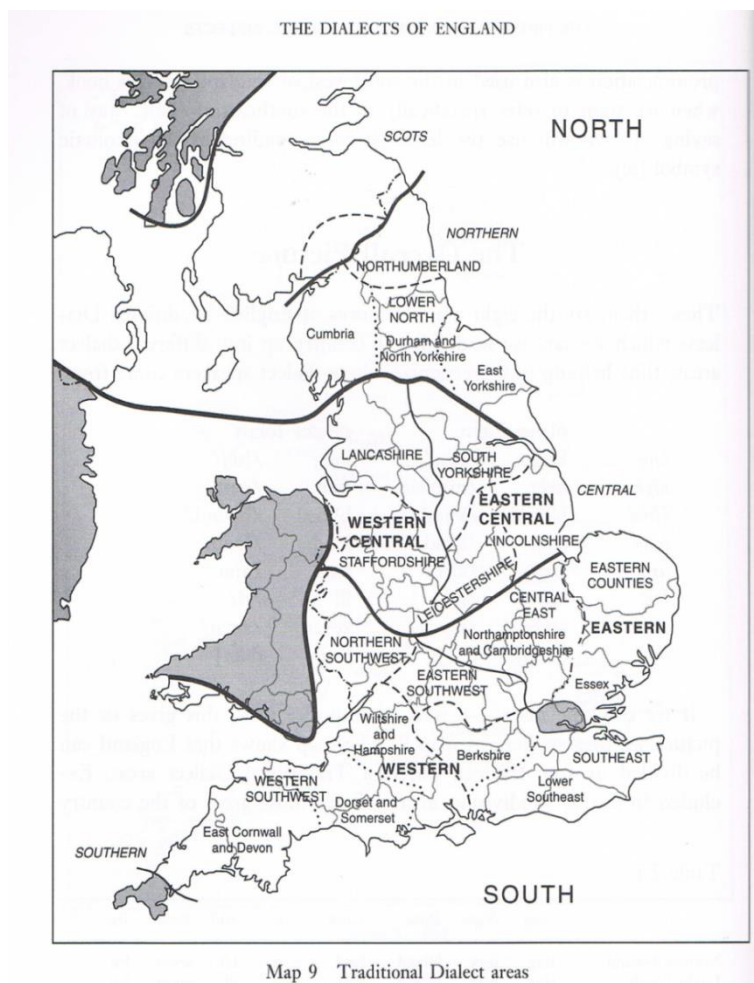 THE DIALECTS OF ENGLAND
NORTH
SCOTS
NORTHERN
NORTHUMBERLAND
LOWER
NORTH
Cumbria
Durham and
North Yorkshire
East
Yorkshire
LANCASHIRE
SOUTH
YORKSHIRE
CENTRAL
EASTERN
CENTRAL
WESTERN
CENTRAL
LINCOLNSHIRE
STAFFORDSHIRE
EASTERN
COUNTIES
LEICESTERSHIRE
CENTRAL
EAST
EASTERN
Northamptonshire
and Cambridgeshire
NORTHERN
SOUTHWEST
EASTERN
SOUTHWEST
Essex
Wiltshire
and
Hampshire
Berkshire
SOUTHEAST
WESTERN
WESTERN
SOUTHWEST
Lower
Southeast
Dorset and
Somerset
East Cornwall
and Devon
SOUTHERN
SOUTH
Map 9 Traditional Dialect areas